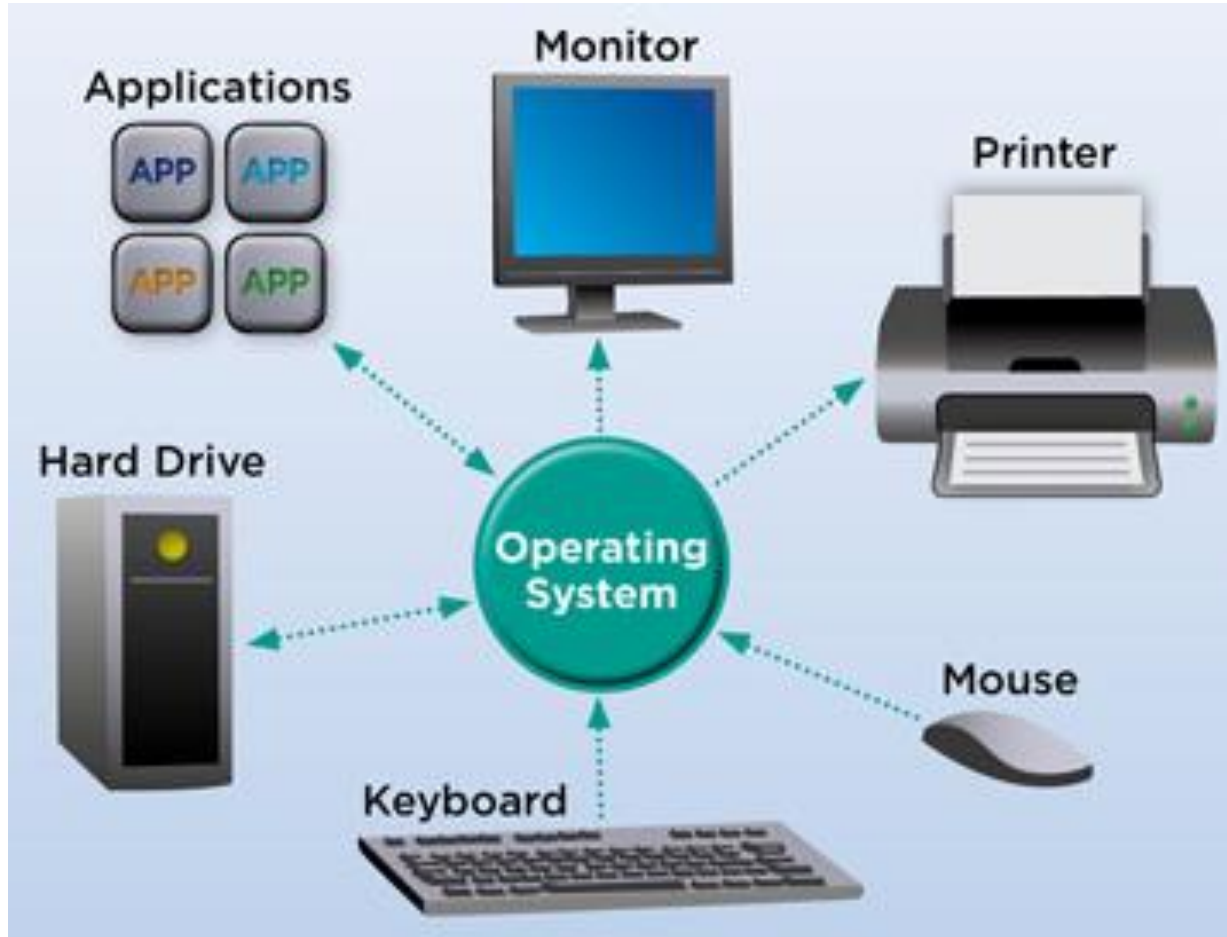 Monitor
Applications
APP APP
APP APP
Printer
Hard Drive
Operating
System
Mouse
Keyboard